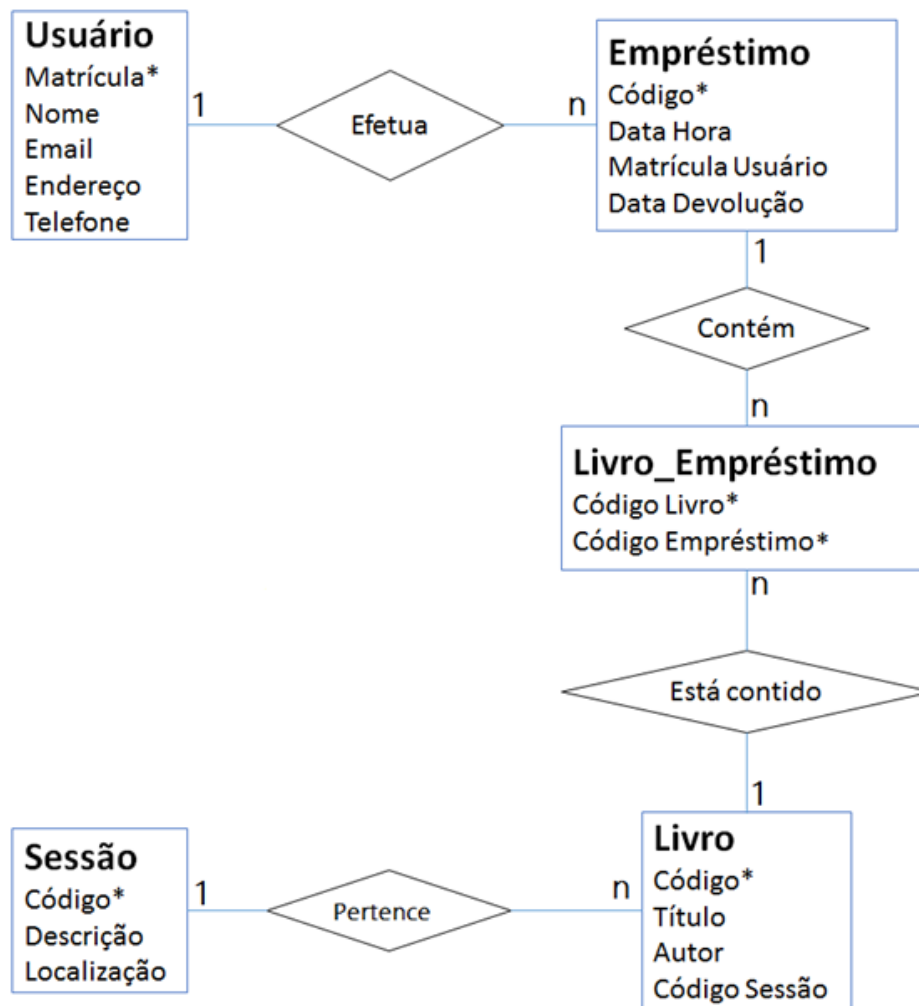 Usuário
Matrícula*
Nome
Email
Endereço
Telefone
1
Efetua
n
Empréstimo
Código*
Data Hora
Matrícula Usuário
Data Devolução
1
Contém
n
Livro_Empréstimo
Código Livro*
Código Empréstimo*
n
Está contido
1
Sessão
Código*
Descrição
Localização
1
Pertence
n
Livro
Código*
Título
Autor
Código Sessão